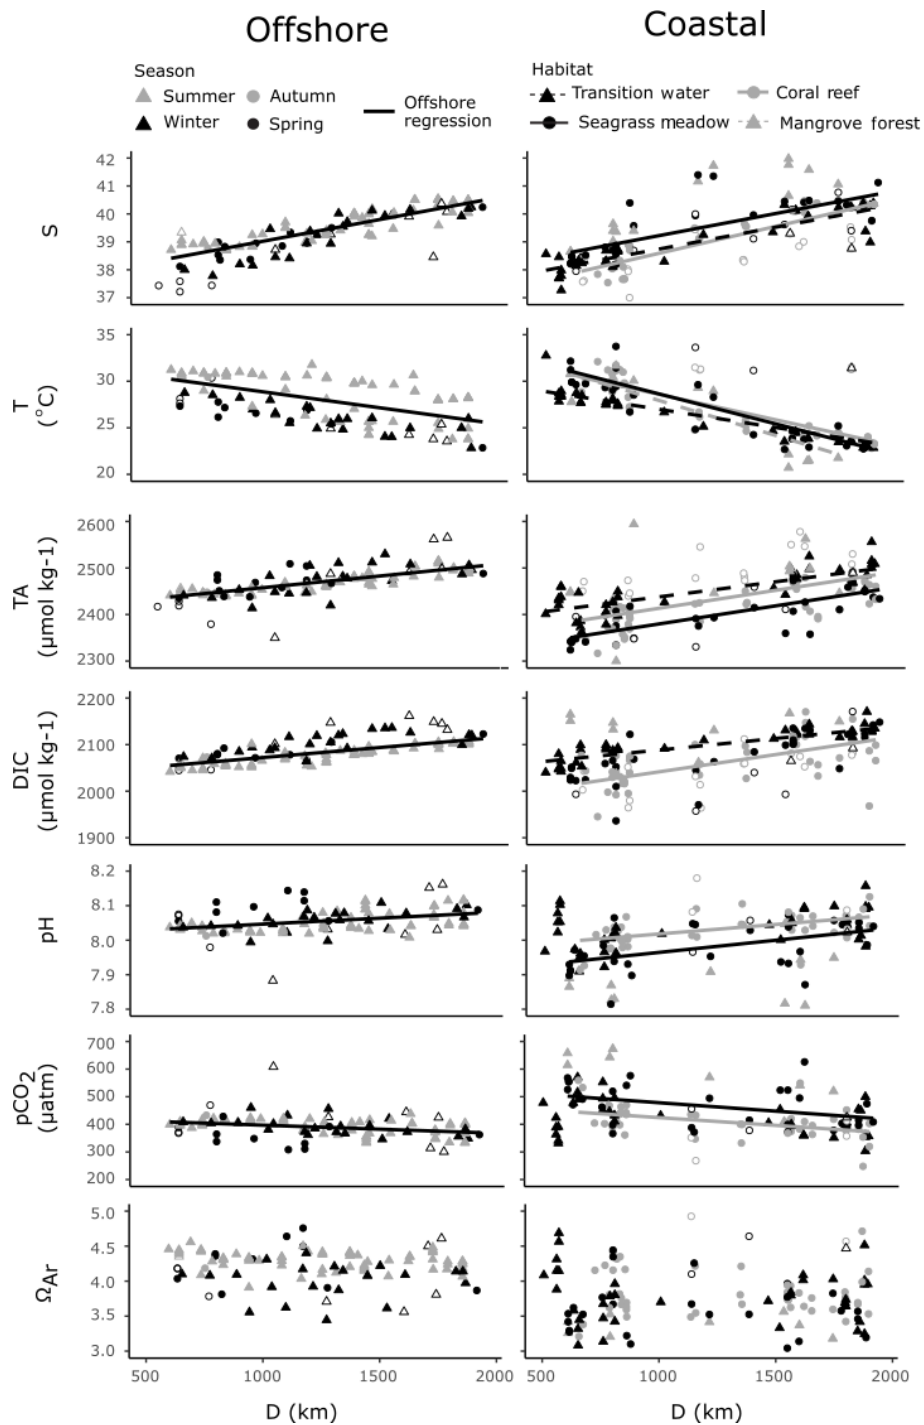 Offshore
Coastal
Season
Summer
Autumn
Winter
Spring
Offshore
regression
Habitat
Transition water
Coral reef
Seagrass meadow
Mangrove forest
S
42
41
40
39
38
37
T
(°C)
35
30
25
20
TA
(µmol kg-1)
2600
2500
2400
2300
DIC
(µmol kg-1)
2200
2100
2000
1900
pH
8.2
8.1
8.0
7.9
7.8
pCO2
(µatm)
700
600
500
400
300
200
ΩAr
5.0
4.5
4.0
3.5
3.0
500
1000
1500
2000
500
1000
1500
2000
D (km)
D (km)